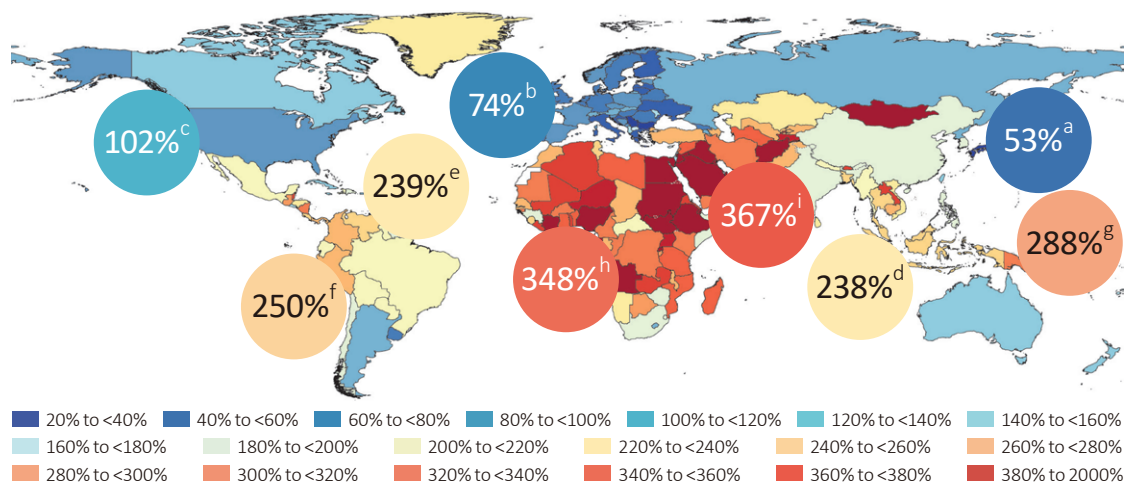 74%b
102%c
53%a
239%e
367%i
288%g
348%h
238%d
250%f
20% to <40% 40% to <60% 60% to <80% 80% to <100% 100% to <120% 120% to <140% 140% to <160%
160% to <180% 180% to <200% 200% to <220% 220% to <240% 240% to <260% 260% to <280%
280% to <300% 300% to <320% 320% to <340% 340% to <360% 360% to <380% 380% to 2000%